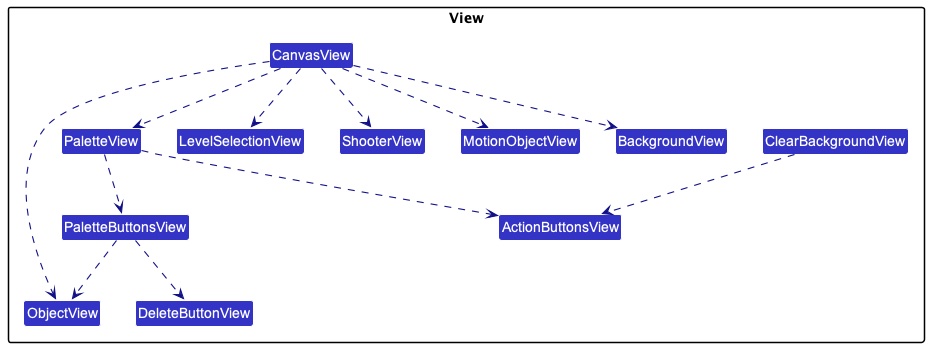 View
CanvasView
PaletteView
LevelSelectionView
ShooterView
MotionObjectView
BackgroundView
ClearBackgroundView
PaletteButtonsView
ActionButtonsView
ObjectView
DeleteButtonView